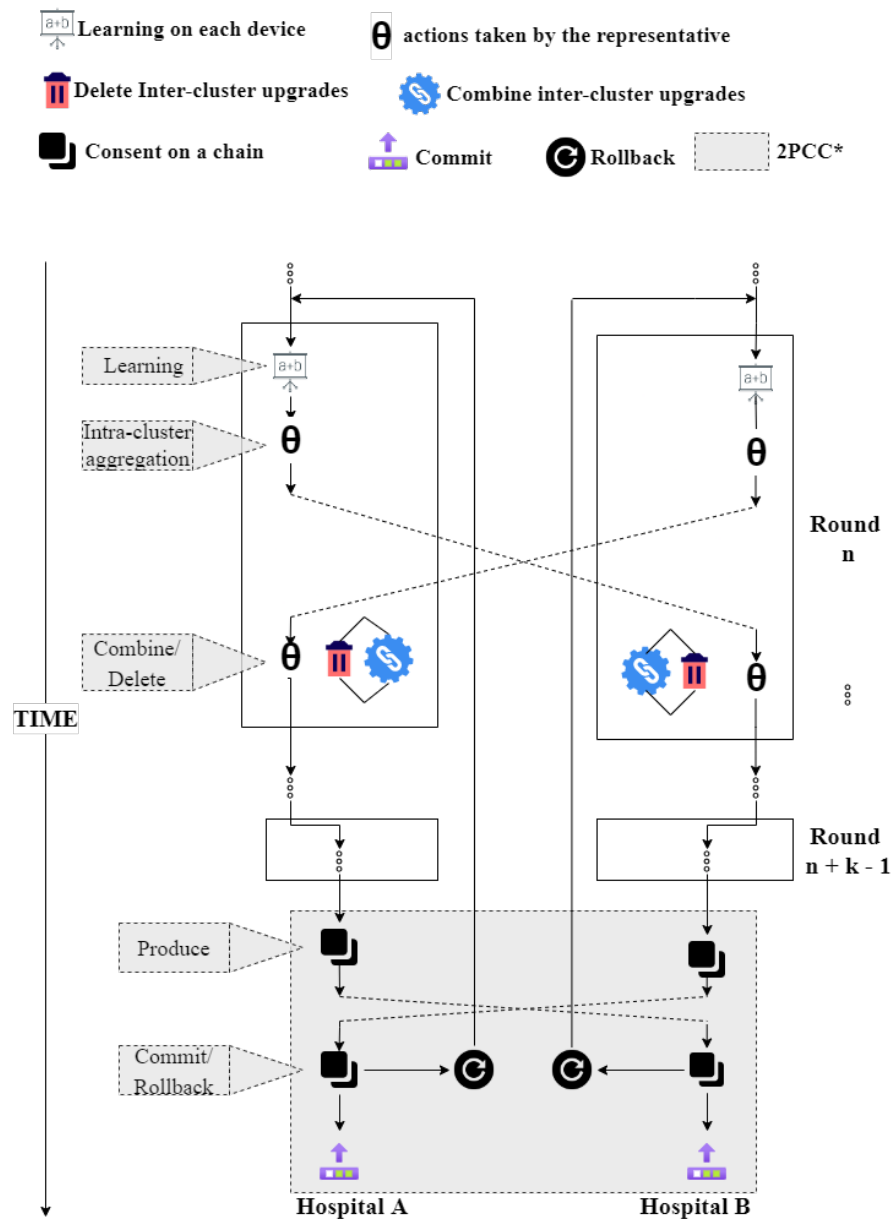 a+b Learning on each device
θ actions taken by the representative
Delete Inter-cluster upgrades
Combine inter-cluster upgrades
Consent on a chain
Commit
Rollback
2PCC*
Learning
a+b
a+b
Intra-cluster
aggregation
θ
θ
Round
n
Combine/
Delete
θ
θ
TIME
Round
n + k - 1
Produce
Commit/
Rollback
Hospital A
Hospital B